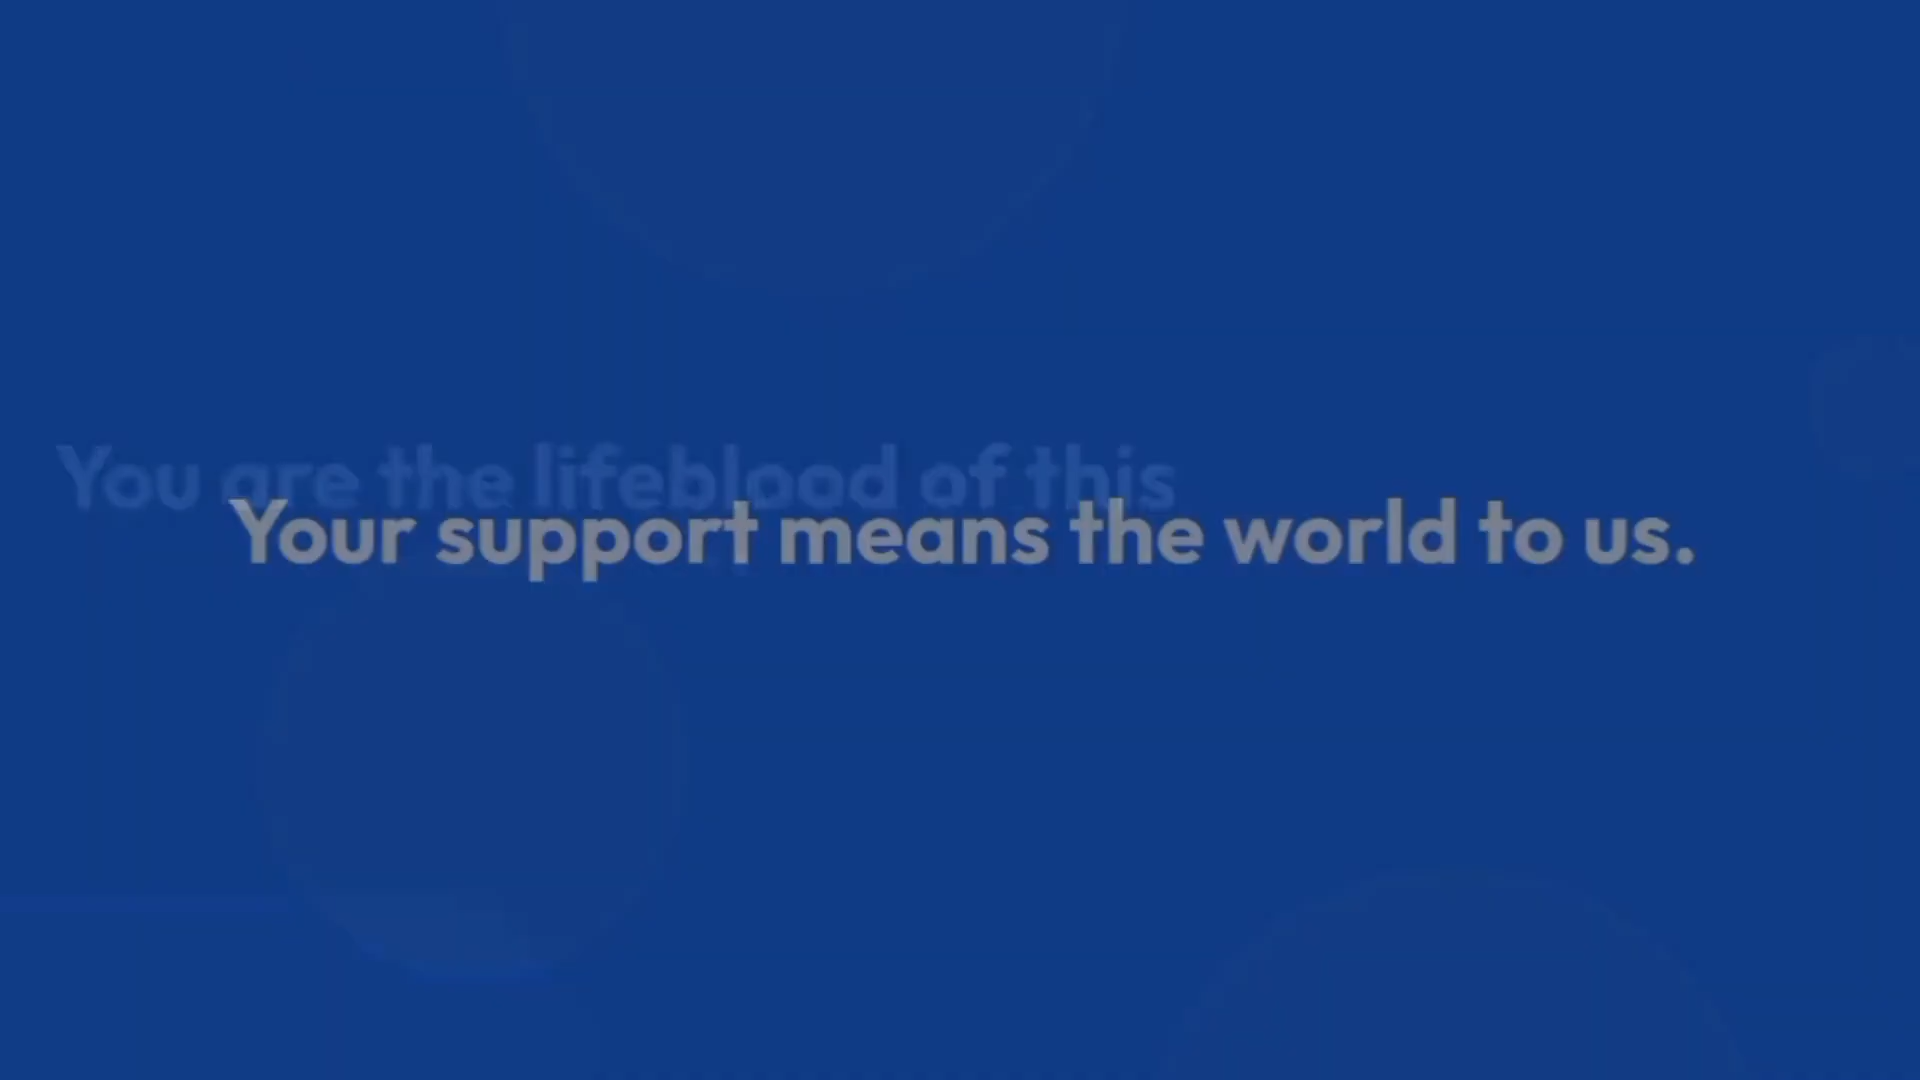 You are the lifeblood of this
Your support means the world to us.